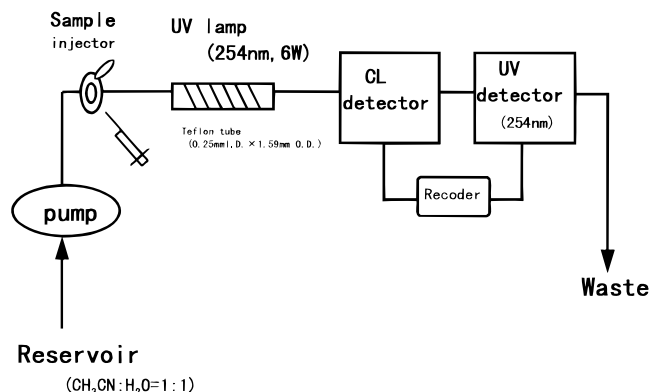 Sample
injector
UV lamp
(254nm, 6W)
Teflon tube
(0.25mmI,D. ×1.59mm O.D.)
CL
detector
UV
detector
(254nm)
Recoder
pump
Waste
Reservoir
(CH₃CN:H₂O=1:1)